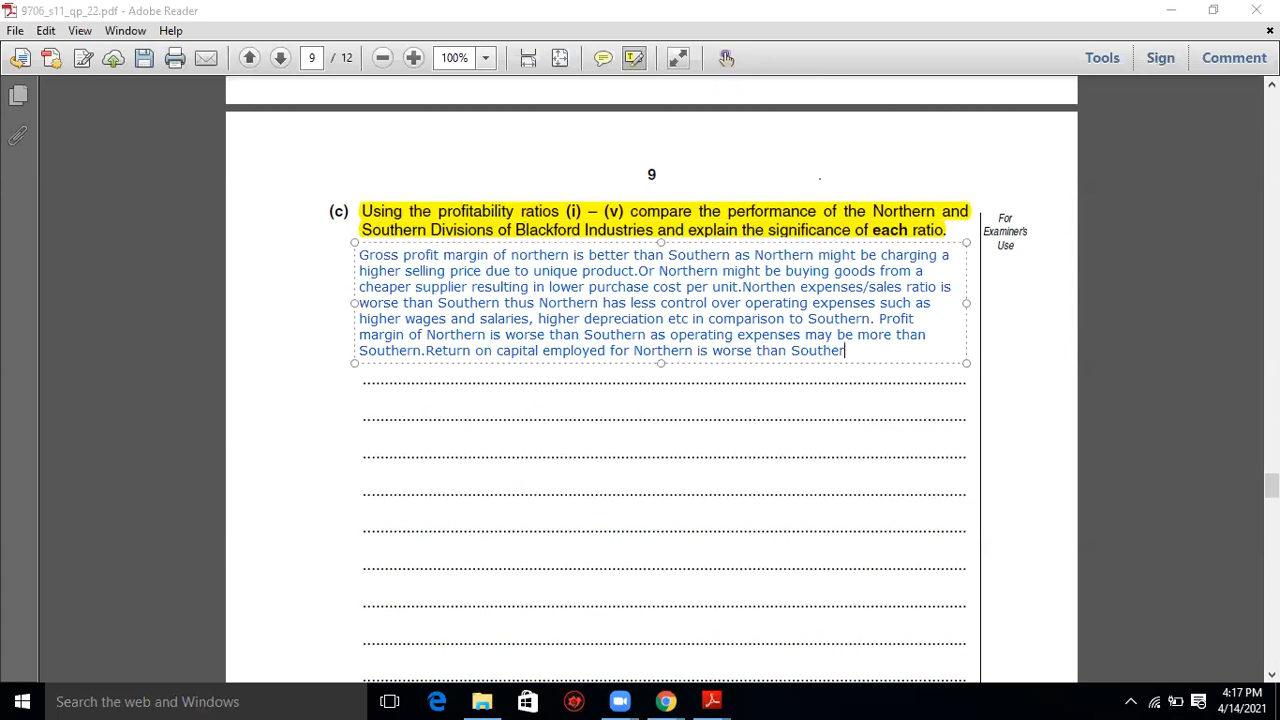 9706_s11_qp_22.pdf - Adobe Reader
File Edit View Window Help
9 / 12 100% Tools Sign Comment
9
(c) Using the profitability ratios (i) – (v) compare the performance of the Northern and
Southern Divisions of Blackford Industries and explain the significance of each ratio.
For
Examiner's
Use
Gross profit margin of northern is better than Southern as Northern might be charging a
higher selling price due to unique product.Or Northern might be buying goods from a
cheaper supplier resulting in lower purchase cost per unit.Northen expenses/sales ratio is
worse than Southern thus Northern has less control over operating expenses such as
higher wages and salaries, higher depreciation etc in comparison to Southern. Profit
margin of Northern is worse than Southern as operating expenses may be more than
Southern.Return on capital employed for Northern is worse than Souther
Search the web and Windows
4:17 PM
4/14/2021